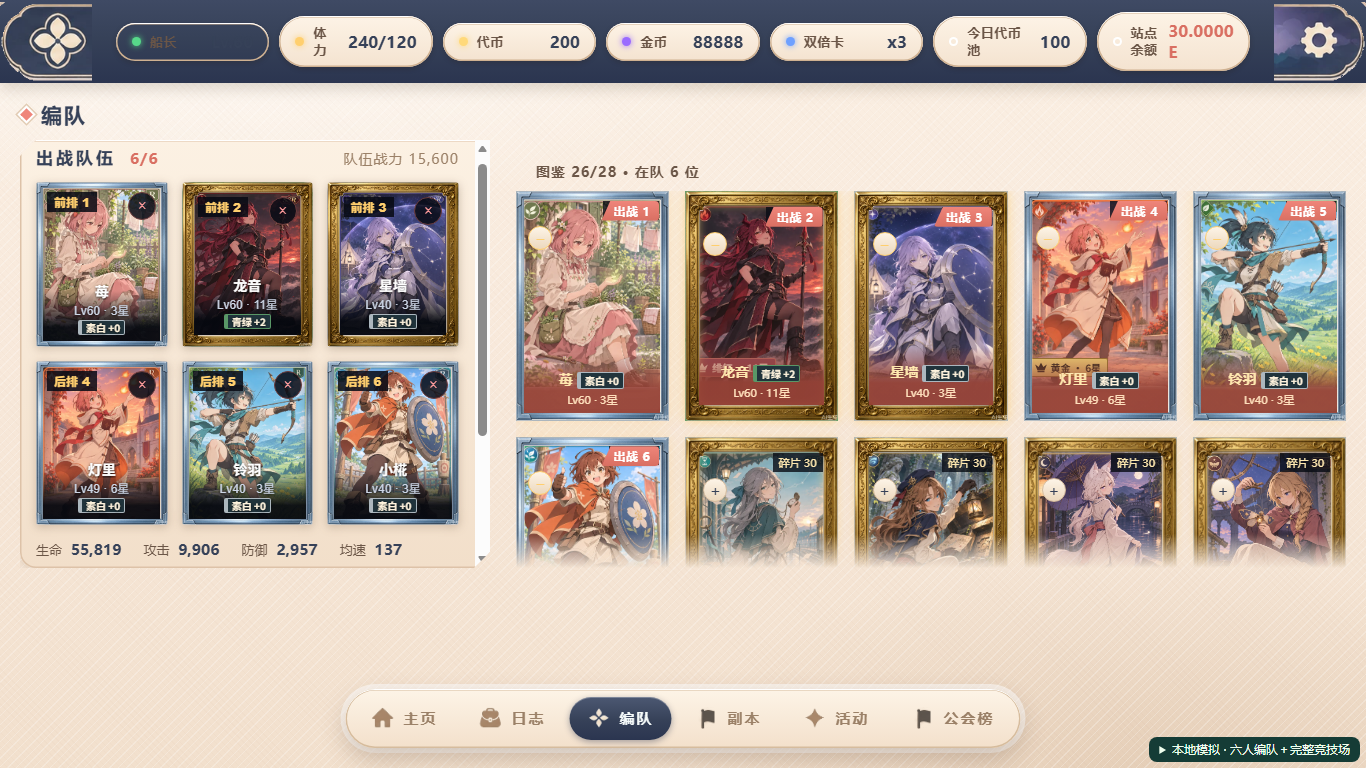 船长
体力 240/120
代币 200
金币 88888
双倍卡 x3
今日代币池 100
站点余额 30.0000E
编队
出战队伍 6/6 队伍战力 15,600
前排 1
莓
Lv60 · 3星
素白 +0
前排 2
龙音
Lv60 · 11星
青绿 +2
前排 3
星墙
Lv40 · 3星
素白 +0
后排 4
灯里
Lv49 · 6星
素白 +0
后排 5
铃羽
Lv40 · 3星
素白 +0
后排 6
小椛
Lv40 · 3星
素白 +0
生命 55,819 攻击 9,906 防御 2,957 均速 137
图鉴 26/28 • 在队 6 位
出战 1
莓 素白 +0
Lv60 · 3星
出战 2
龙音 青绿 +2
Lv60 · 11星
出战 3
星墙 素白 +0
Lv40 · 3星
出战 4
黄金 · 6星
灯里 素白 +0
Lv49 · 6星
出战 5
铃羽 素白 +0
Lv40 · 3星
出战 6
碎片 30
碎片 30
碎片 30
碎片 30
主页 日志 编队 副本 活动 公会榜
本地模拟 · 六人编队 + 完整竞技场